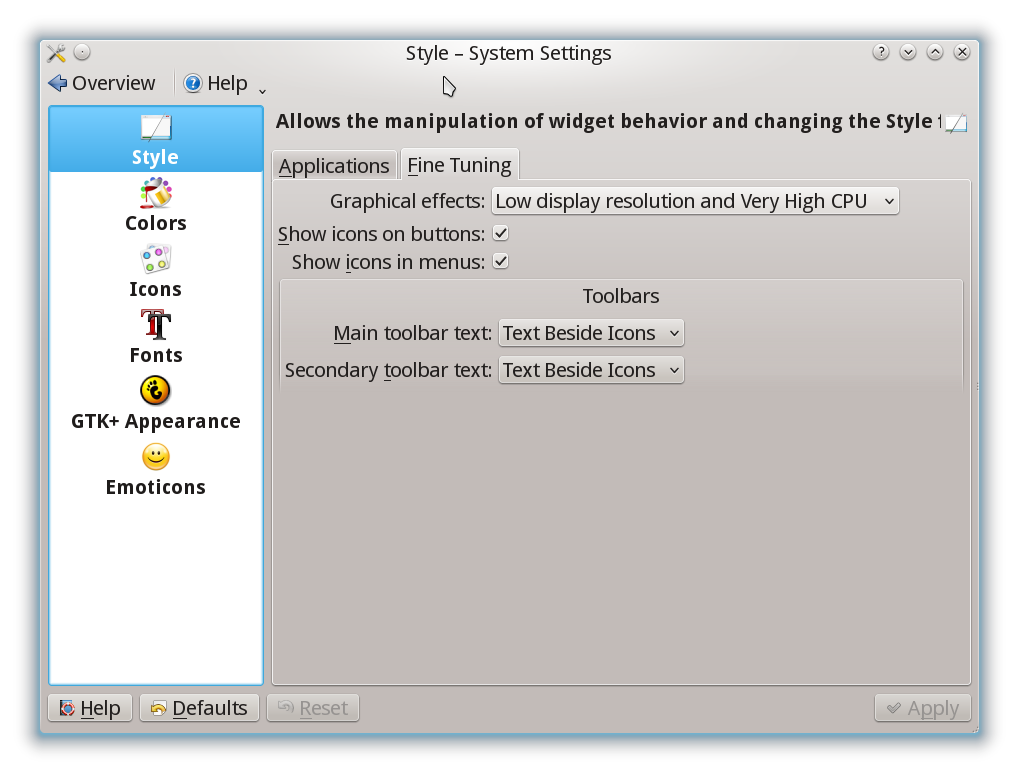 Style – System Settings
Overview
Help
Style
Colors
Icons
Fonts
GTK+ Appearance
Emoticons
Allows the manipulation of widget behavior and changing the Style
Applications
Fine Tuning
Graphical effects: Low display resolution and Very High CPU
Show icons on buttons:
Show icons in menus:
Toolbars
Main toolbar text: Text Beside Icons
Secondary toolbar text: Text Beside Icons
Help
Defaults
Reset
Apply